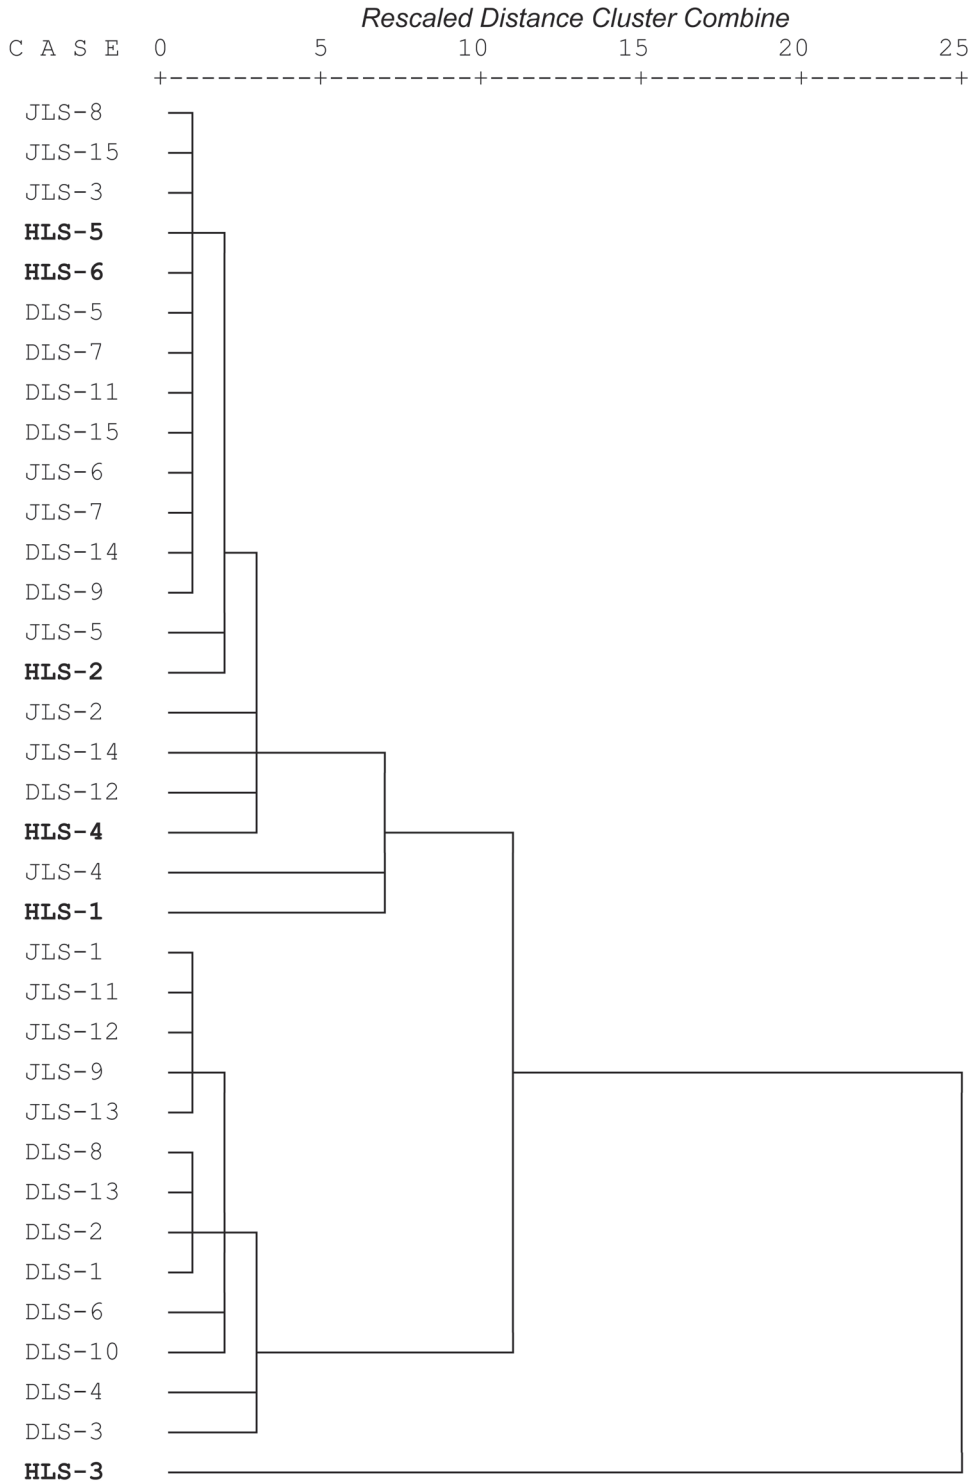 Rescaled Distance Cluster Combine
C A S E 0 5 10 15 20 25
JLS-8
JLS-15
JLS-3
HLS-5
HLS-6
DLS-5
DLS-7
DLS-11
DLS-15
JLS-6
JLS-7
DLS-14
DLS-9
JLS-5
HLS-2
JLS-2
JLS-14
DLS-12
HLS-4
JLS-4
HLS-1
JLS-1
JLS-11
JLS-12
JLS-9
JLS-13
DLS-8
DLS-13
DLS-2
DLS-1
DLS-6
DLS-10
DLS-4
DLS-3
HLS-3